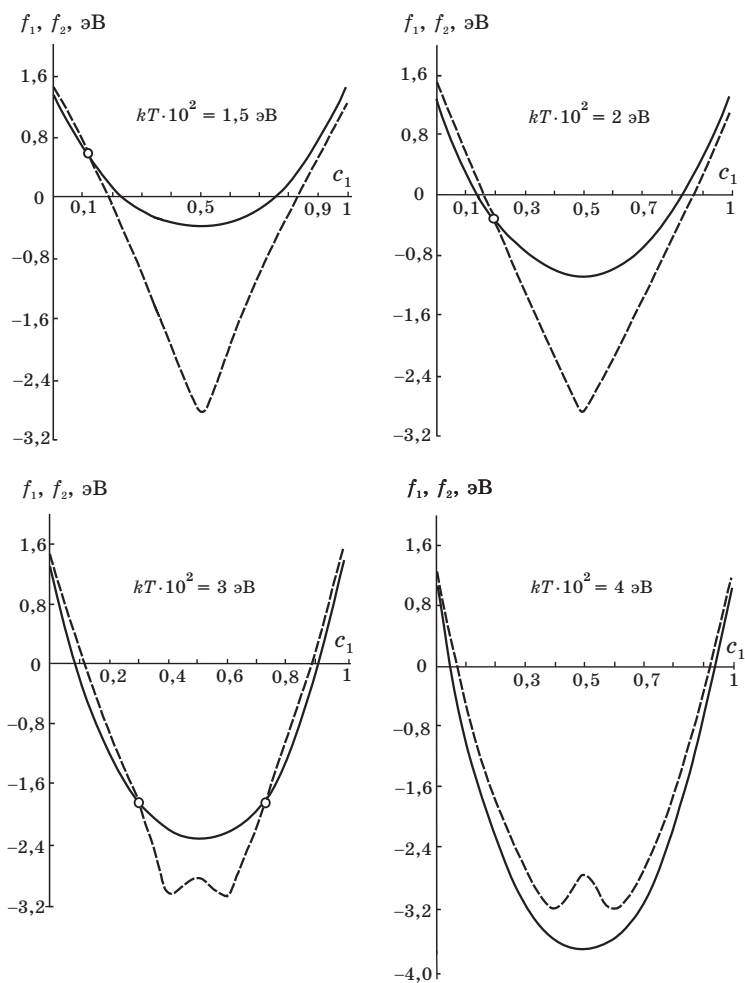 f₁, f₂, эВ
1,6
kT·10² = 1,5 эВ
0,8
c₁
0
0,1 0,5 0,9 1
−0,8
−1,6
−2,4
−3,2
f₁, f₂, эВ
1,6
kT·10² = 2 эВ
0,8
c₁
0
0,1 0,3 0,5 0,7 1
−0,8
−1,6
−2,4
−3,2
f₁, f₂, эВ
1,6
kT·10² = 3 эВ
0,8
c₁
0
0,2 0,4 0,6 0,8 1
−0,8
−1,6
−2,4
−3,2
f₁, f₂, эВ
1,6
kT·10² = 4 эВ
0,8
c₁
0
0,3 0,5 0,7 1
−0,8
−1,6
−2,4
−3,2
−4,0